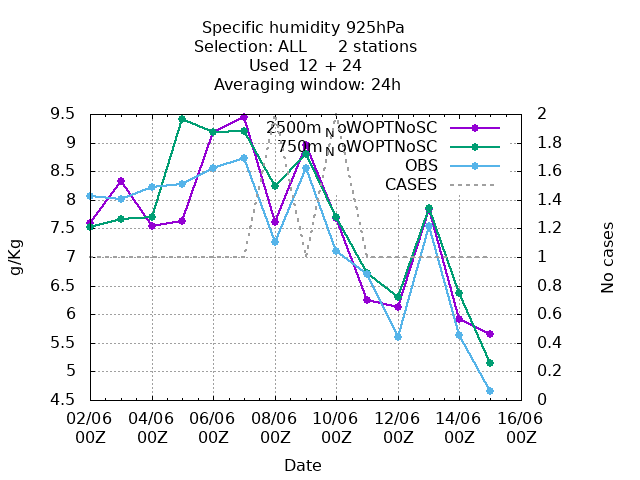 Specific humidity 925hPa
Selection: ALL 2 stations
Used 12 + 24
Averaging window: 24h
9.5
9
8.5
8
7.5
7
6.5
6
5.5
5
4.5
2
1.8
1.6
1.4
1.2
1
0.8
0.6
0.4
0.2
0
2500m NoWOPTNoSC
750m NoWOPTNoSC
OBS
CASES
g/Kg
No cases
02/06 04/06 06/06 08/06 10/06 12/06 14/06 16/06
00Z 00Z 00Z 00Z 00Z 00Z 00Z 00Z
Date